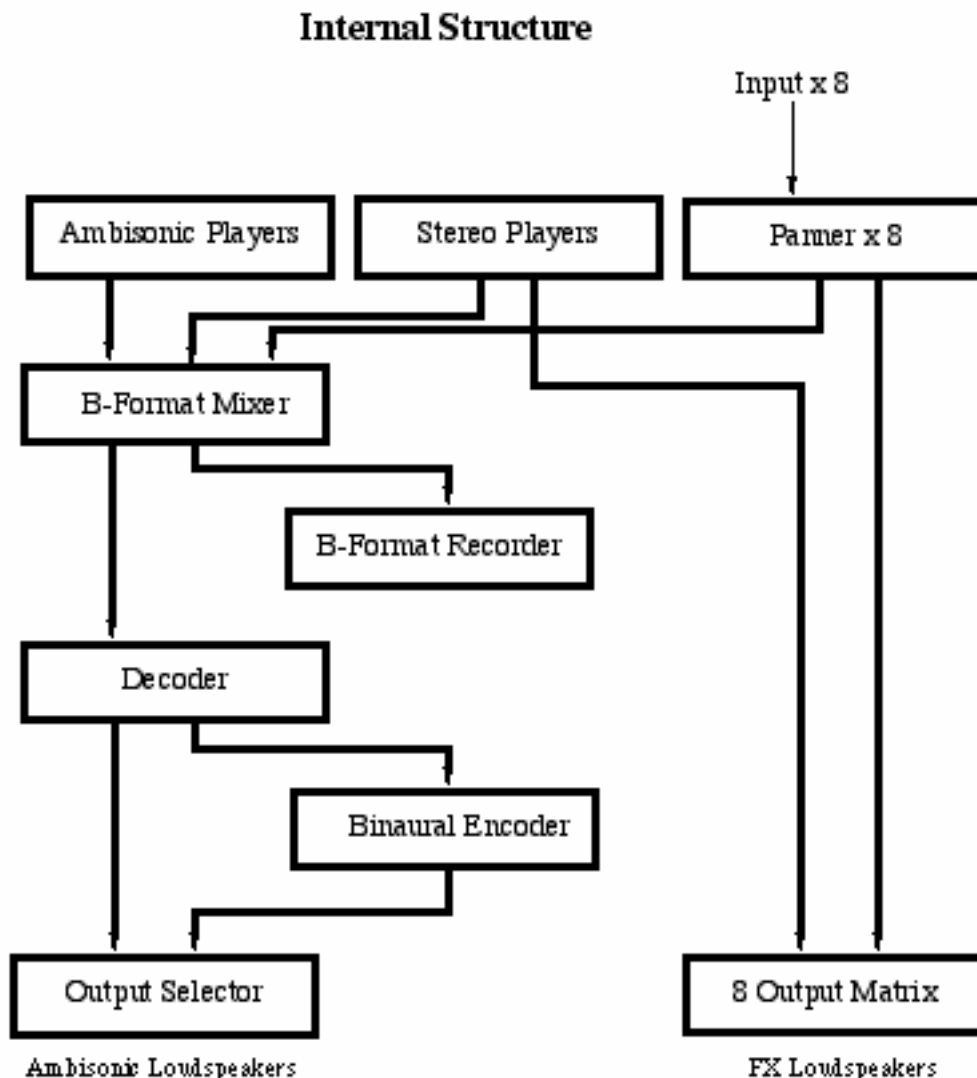 Internal Structure
Input x 8
Ambisonic Players
Stereo Players
Panner x 8
B-Format Mixer
B-Format Recorder
Decoder
Binaural Encoder
Output Selector
8 Output Matrix
Ambisonic Loudspeakers
FX Loudspeakers